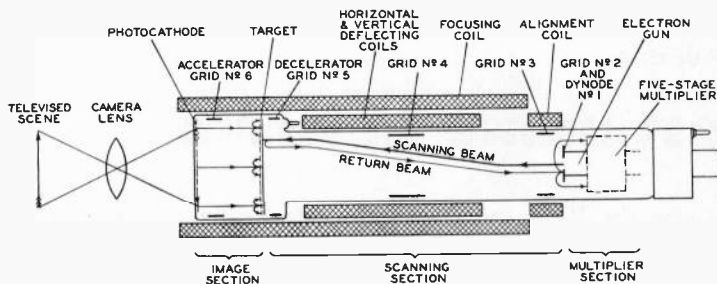 PHOTOCATHODE
TARGET
HORIZONTAL
& VERTICAL
DEFLECTING
COILS
FOCUSING
COIL
ALIGNMENT
COIL
ELECTRON
GUN
ACCELERATOR
GRID Nº 6
DECELERATOR
GRID Nº 5
GRID Nº 4
GRID Nº 3
GRID Nº 2
AND
DYNODE
Nº 1
FIVE-STAGE
MULTIPLIER
TELEVISED
SCENE
CAMERA
LENS
SCANNING BEAM
RETURN BEAM
IMAGE
SECTION
SCANNING
SECTION
MULTIPLIER
SECTION